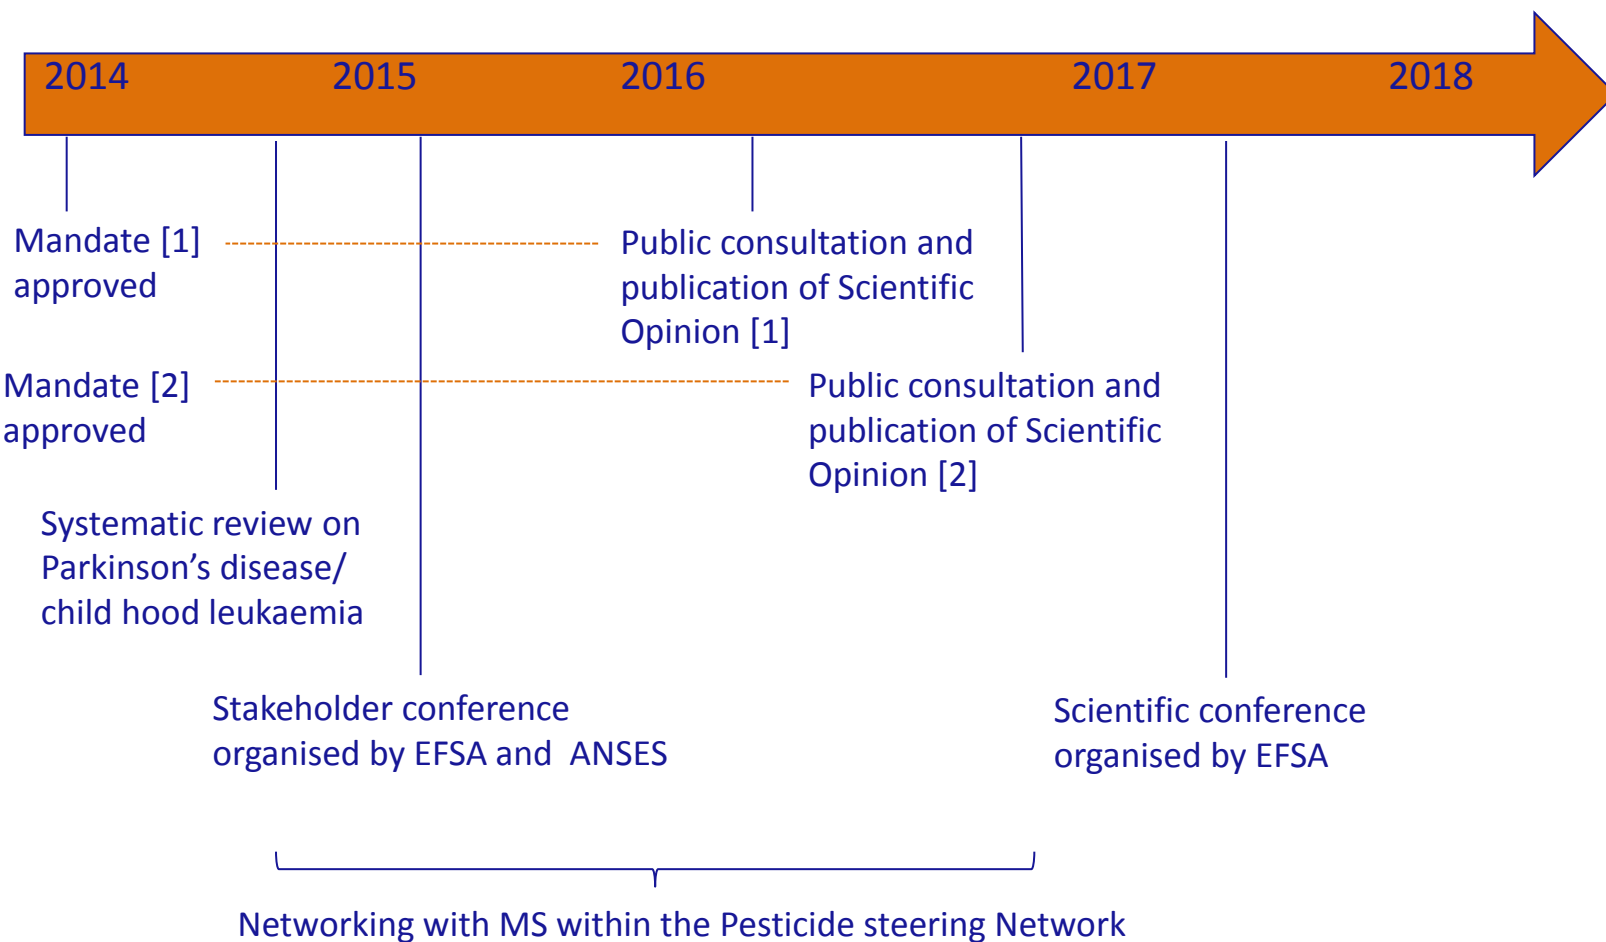 2014 2015 2016 2017 2018
Mandate [1]
approved
Public consultation and
publication of Scientific
Opinion [1]
Mandate [2]
approved
Public consultation and
publication of Scientific
Opinion [2]
Systematic review on
Parkinson’s disease/
child hood leukaemia
Stakeholder conference
organised by EFSA and  ANSES
Scientific conference
organised by EFSA
Networking with MS within the Pesticide steering Network